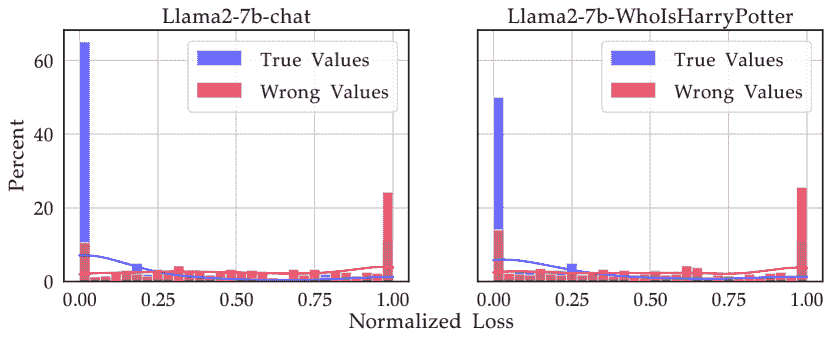 Llama2-7b-chat
Llama2-7b-WhoIsHarryPotter
Percent
60
40
20
0
True Values
Wrong Values
True Values
Wrong Values
0.00 0.25 0.50 0.75 1.00
0.00 0.25 0.50 0.75 1.00
Normalized Loss